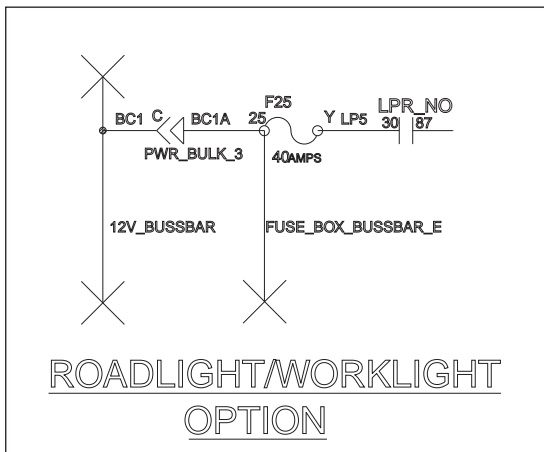 F25
LPR_NO
BC1 C BC1A 25 Y LP5 30 87
PWR_BULK_3 40AMPS
12V_BUSSBAR FUSE_BOX_BUSSBAR_E
ROADLIGHT/WORKLIGHT
OPTION